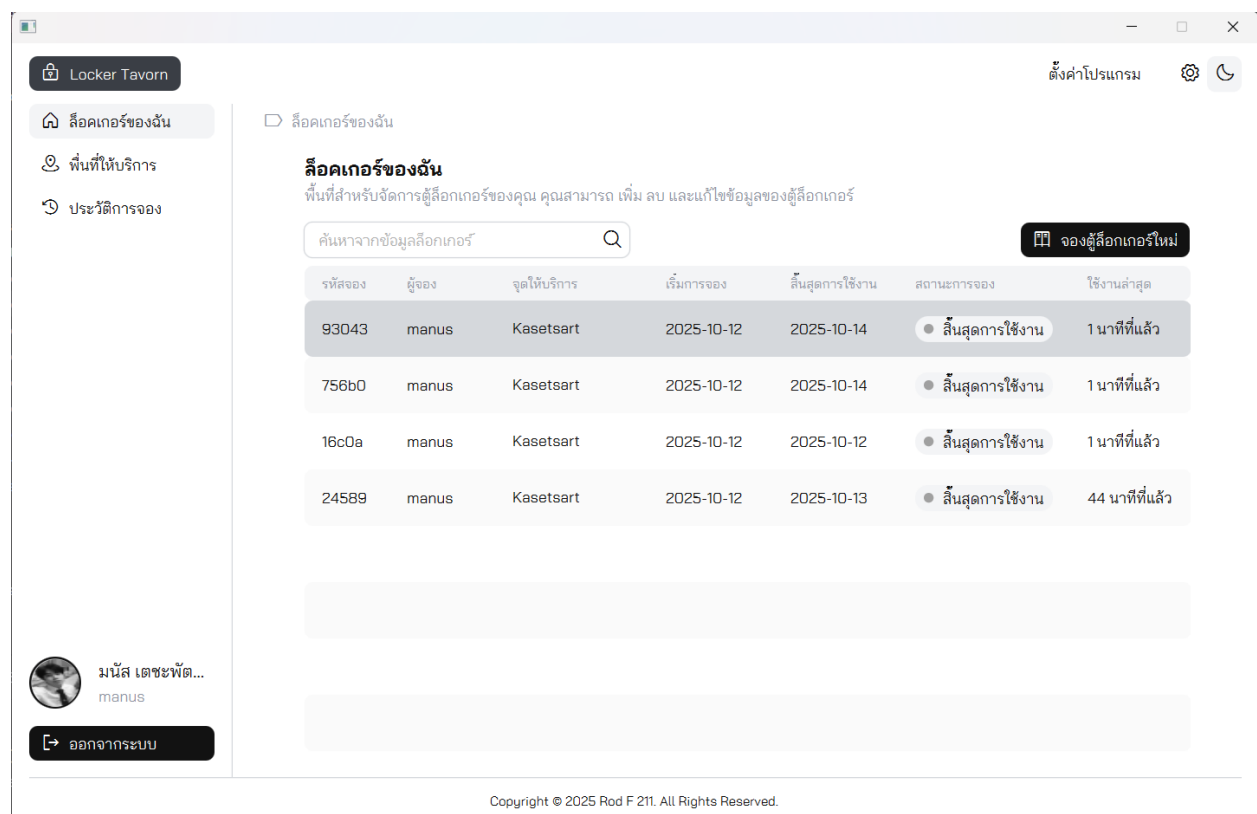 Locker Tavorn
ตั้งค่าโปรแกรม
ล็อคเกอร์ของฉัน
พื้นที่ให้บริการ
ประวัติการจอง
ล็อคเกอร์ของฉัน
ล็อคเกอร์ของฉัน
พื้นที่สำหรับจัดการตู้ล็อกเกอร์ของคุณ คุณสามารถ เพิ่ม ลบ และแก้ไขข้อมูลของตู้ล็อกเกอร์
ค้นหาจากข้อมูลล็อกเกอร์
จองตู้ล็อกเกอร์ใหม่
รหัสจอง ผู้จอง จุดให้บริการ เริ่มการจอง สิ้นสุดการใช้งาน สถานะการจอง ใช้งานล่าสุด
93043 manus Kasetsart 2025-10-12 2025-10-14 สิ้นสุดการใช้งาน 1 นาทีที่แล้ว
756b0 manus Kasetsart 2025-10-12 2025-10-14 สิ้นสุดการใช้งาน 1 นาทีที่แล้ว
16c0a manus Kasetsart 2025-10-12 2025-10-12 สิ้นสุดการใช้งาน 1 นาทีที่แล้ว
24589 manus Kasetsart 2025-10-12 2025-10-13 สิ้นสุดการใช้งาน 44 นาทีที่แล้ว
มนัส เตชะพัต...
manus
ออกจากระบบ
Copyright © 2025 Rod F 211. All Rights Reserved.